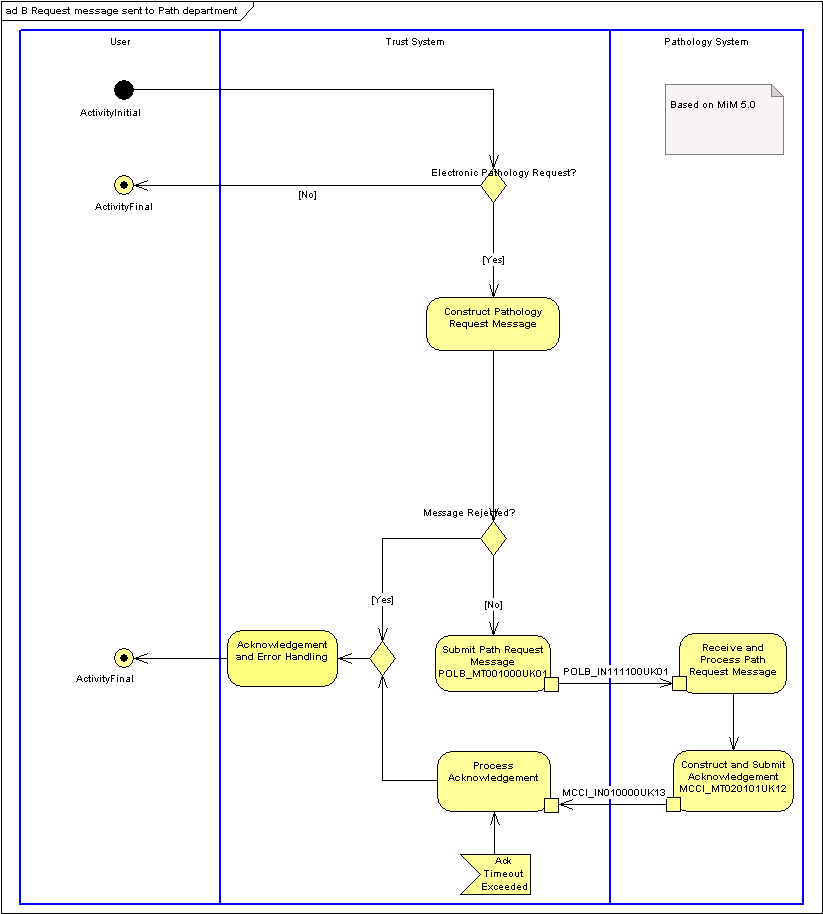 ad B Request message sent to Path department
User
Trust System
Pathology System
Based on MiM 5.0
ActivityInitial
Electronic Pathology Request?
[No]
ActivityFinal
[Yes]
Construct Pathology
Request Message
Message Rejected?
[Yes]
[No]
Acknowledgement
and Error Handling
ActivityFinal
Submit Path Request
Message
POLB_MT001000UK01
POLB_IN111100UK01
Receive and
Process Path
Request Message
Process
Acknowledgement
MCCI_IN010000UK13
Construct and Submit
Acknowledgement
MCCI_MT020101UK12
Ack
Timeout
Exceeded